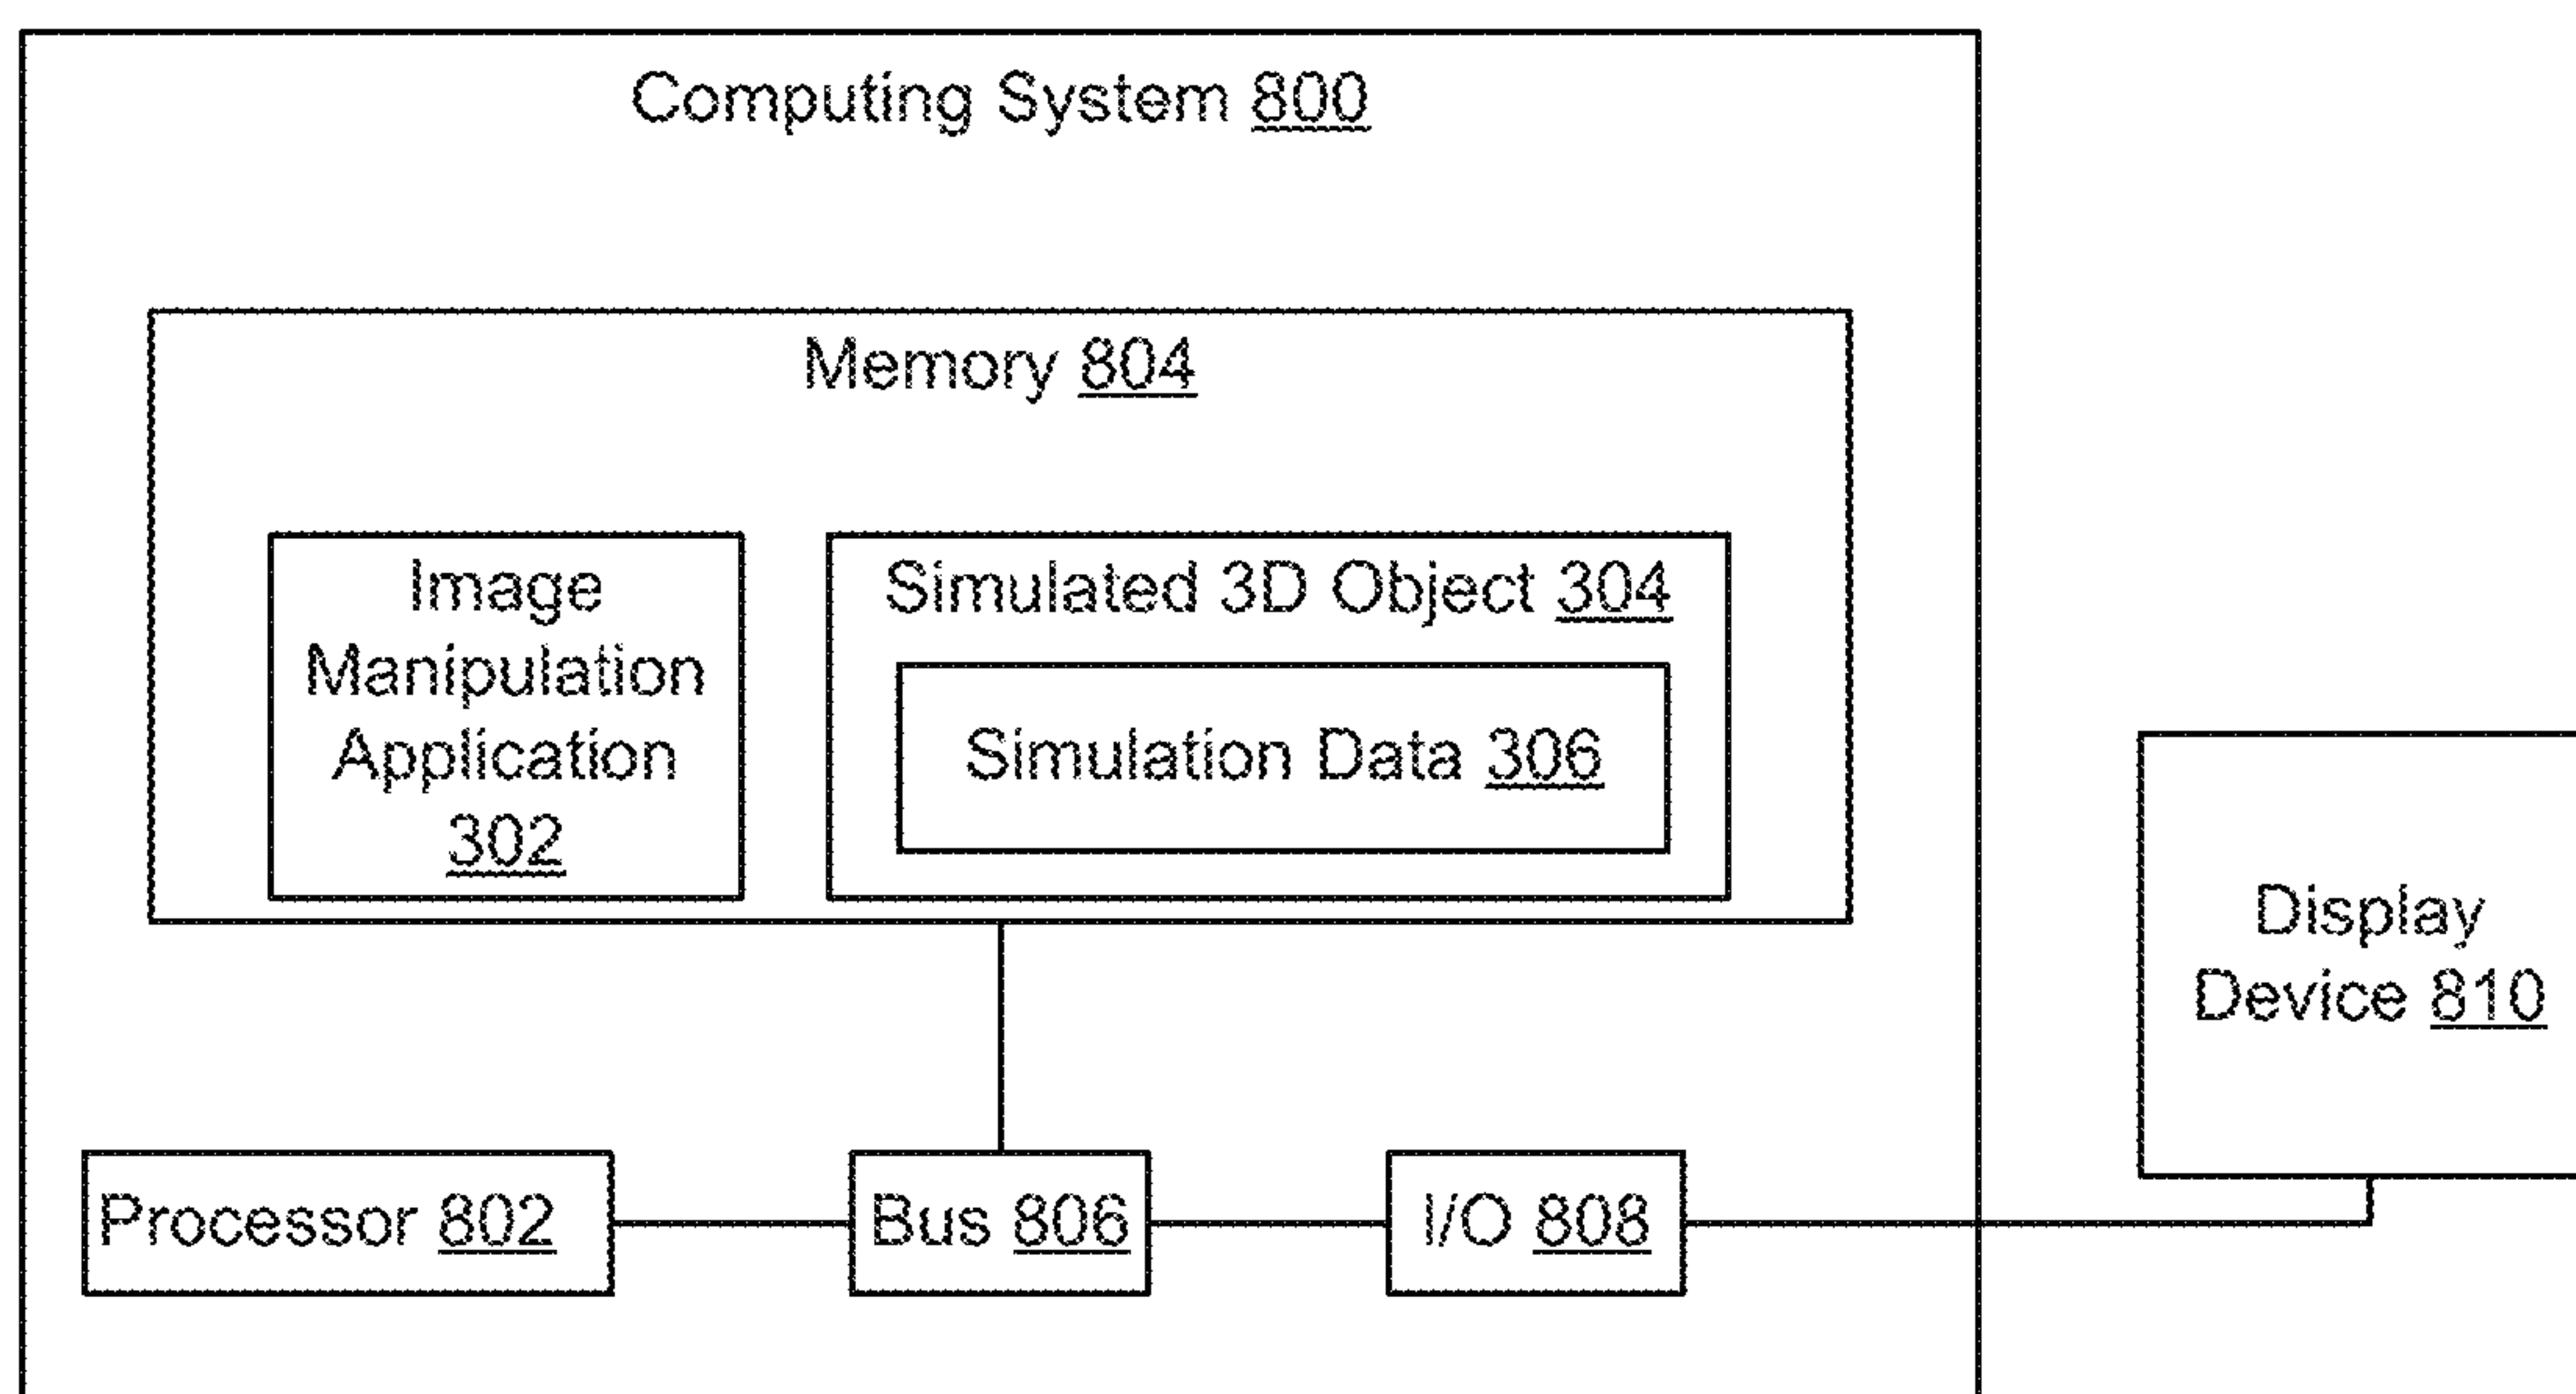 Computing System 800
Memory 804
Image
Manipulation
Application
302
Simulated 3D Object 304
Simulation Data 306
Display
Device 810
Processor 802
Bus 806
I/O 808